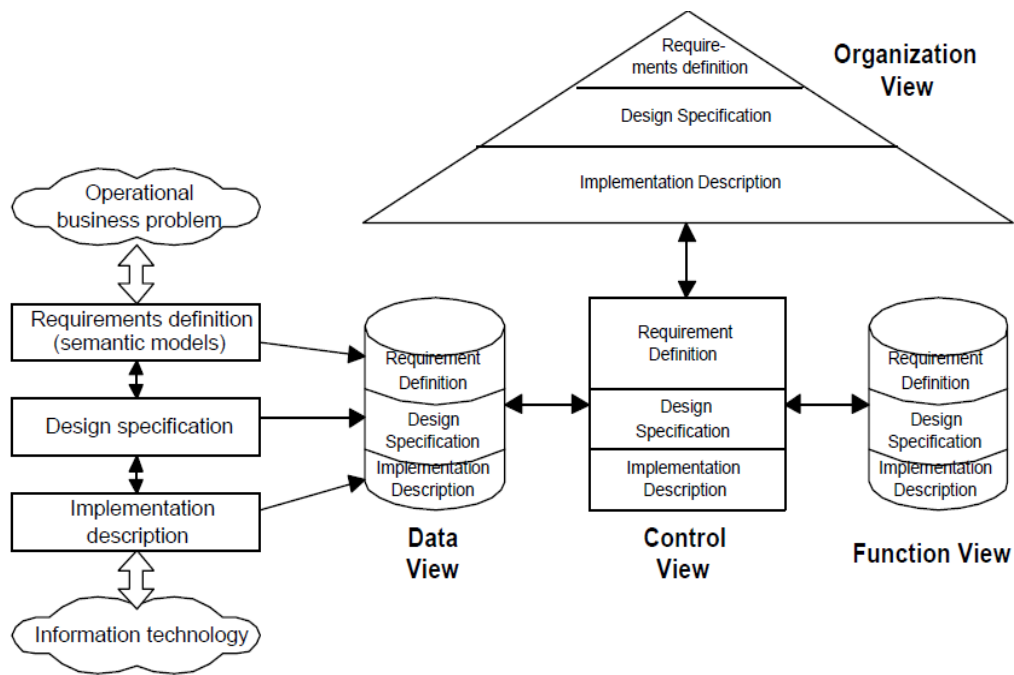 Require-
ments definition
Design Specification
Implementation Description
Organization
View
Operational
business problem
Requirements definition
(semantic models)
Design specification
Implementation
description
Information technology
Requirement
Definition
Design
Specification
Implementation
Description
Data
View
Requirement
Definition
Design
Specification
Implementation
Description
Control
View
Requirement
Definition
Design
Specification
Implementation
Description
Function View